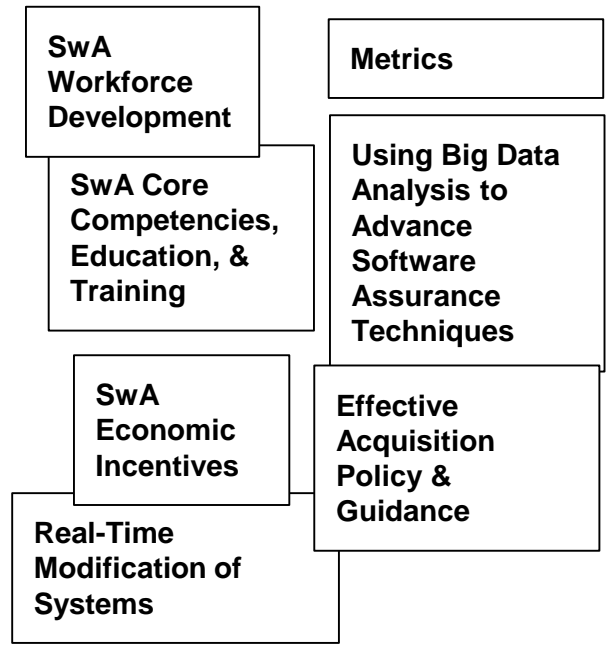 SwA
Workforce
Development
SwA Core
Competencies,
Education, &
Training
SwA
Economic
Incentives
Real-Time
Modification of
Systems
Metrics
Using Big Data
Analysis to
Advance
Software
Assurance
Techniques
Effective
Acquisition
Policy &
Guidance